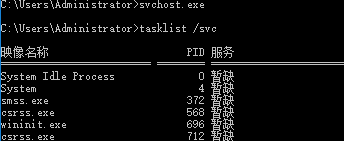 C:\Users\Administrator>svchost.exe
C:\Users\Administrator>tasklist /svc
映像名称 PID 服务
========================= ======== ============================================
System Idle Process 0 暂缺
System 4 暂缺
smss.exe 372 暂缺
csrss.exe 568 暂缺
wininit.exe 696 暂缺
csrss.exe 712 暂缺